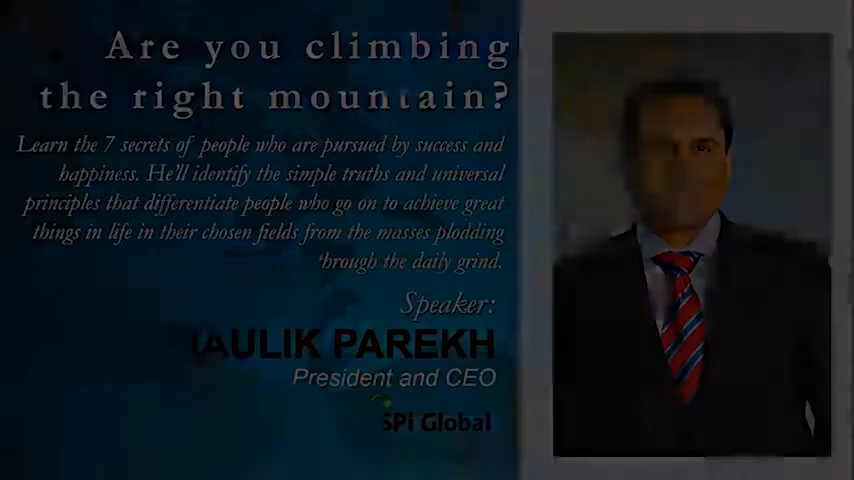 Are you climbing
the right mountain?
Learn the 7 secrets of people who are pursued by success and
happiness. He'll identify the simple truths and universal
principles that differentiate people who go on to achieve great
things in life in their chosen fields from the masses plodding
through the daily grind.
Speaker:
MAULIK PAREKH
President and CEO
SPi Global